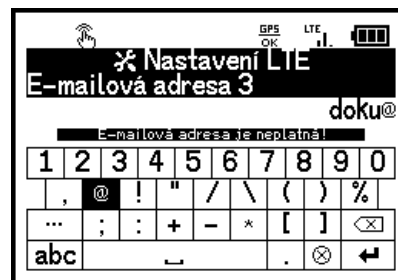 GPS LTE
OK
Nastavení LTE
E-mailová adresa 3
doku@
E-mailová adresa je neplatná!
1 2 3 4 5 6 7 8 9 0
, @ ! " / \ ( ) %
... ; : + - * [ ]
abc .